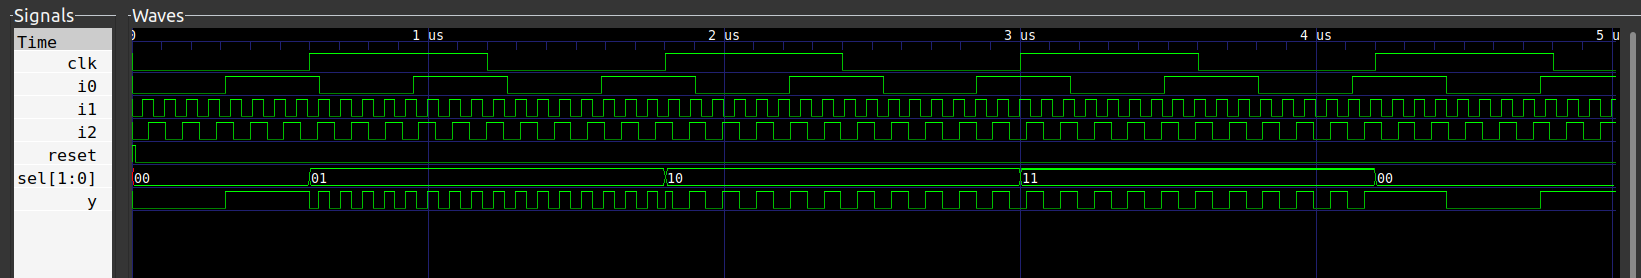 Signals
Waves
Time
0
1 us
2 us
3 us
4 us
5 u
clk
i0
i1
i2
reset
sel[1:0]
00
01
10
11
00
y